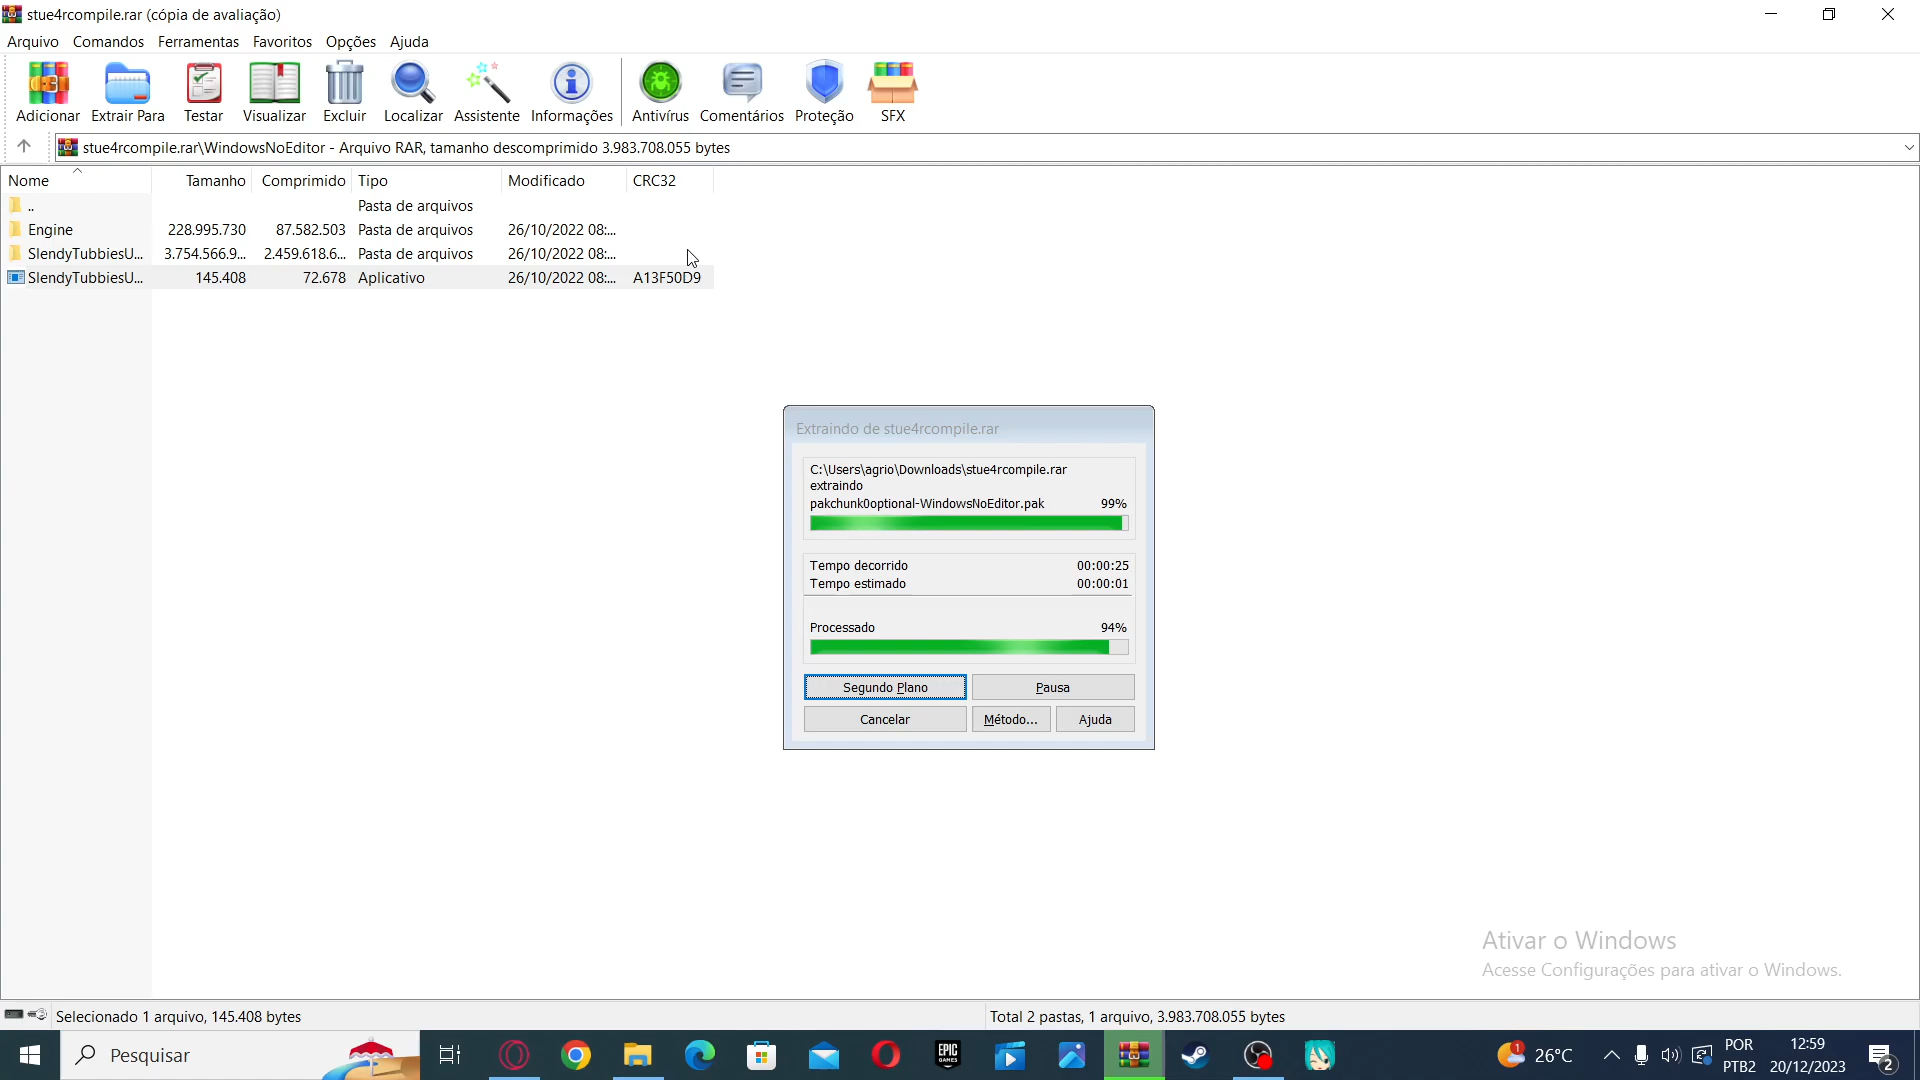 stue4rcompile.rar (cópia de avaliação)
Arquivo Comandos Ferramentas Favoritos Opções Ajuda
Adicionar Extrair Para Testar Visualizar Excluir Localizar Assistente Informações Antivírus Comentários Proteção SFX
stue4rcompile.rar\WindowsNoEditor - Arquivo RAR, tamanho descomprimido 3.983.708.055 bytes
Nome Tamanho Comprimido Tipo Modificado CRC32
.. Pasta de arquivos
Engine 228.995.730 87.582.503 Pasta de arquivos 26/10/2022 08:...
SlendyTubbiesU... 3.754.566.9... 2.459.618.6... Pasta de arquivos 26/10/2022 08:...
SlendyTubbiesU... 145.408 72.678 Aplicativo 26/10/2022 08:... A13F50D9
Extraindo de stue4rcompile.rar
C:\Users\agrio\Downloads\stue4rcompile.rar
extraindo
pakchunk0optional-WindowsNoEditor.pak 99%
Tempo decorrido 00:00:25
Tempo estimado 00:00:01
Processado 94%
Segundo Plano Pausa
Cancelar Método... Ajuda
Ativar o Windows
Acesse Configurações para ativar o Windows.
Selecionado 1 arquivo, 145.408 bytes Total 2 pastas, 1 arquivo, 3.983.708.055 bytes
Pesquisar
EPIC
GAMES
1
26°C
POR
PTB2
12:59
20/12/2023
2